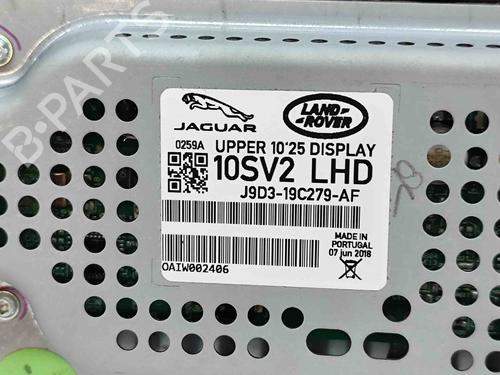 B-PARTS
JAGUAR
LAND-
ROVER
0259A UPPER 10'25 DISPLAY
10SV2 LHD
J9D3-19C279-AF
MADE IN
PORTUGAL
07 jun 2018
OAIW002406